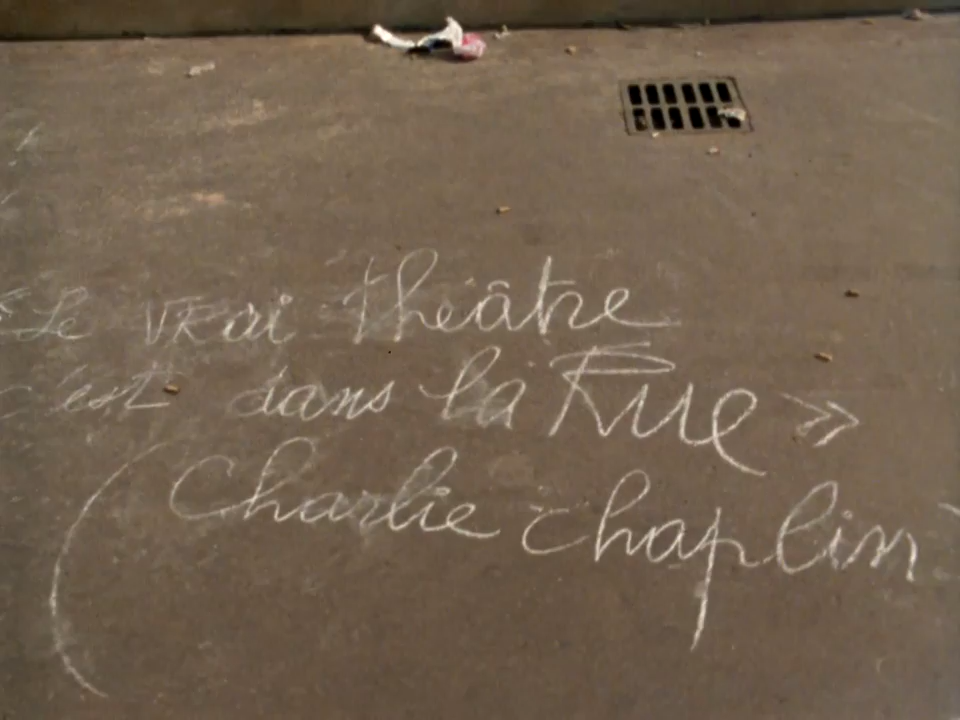 « Le vrai théâtre
c'est dans la Rue »
(Charlie chaplin)